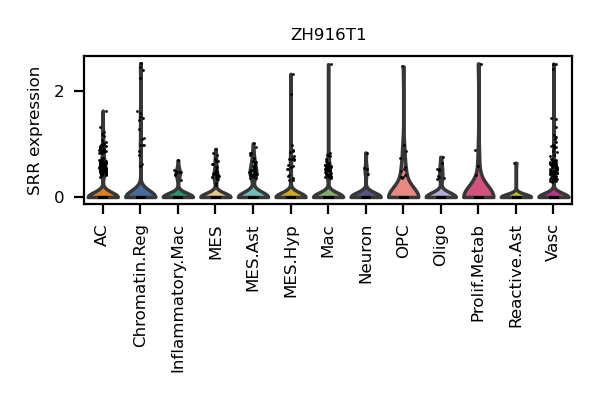 ZH916T1
SRR expression
2
0
AC
Chromatin.Reg
Inflammatory.Mac
MES
MES.Ast
MES.Hyp
Mac
Neuron
OPC
Oligo
Prolif.Metab
Reactive.Ast
Vasc